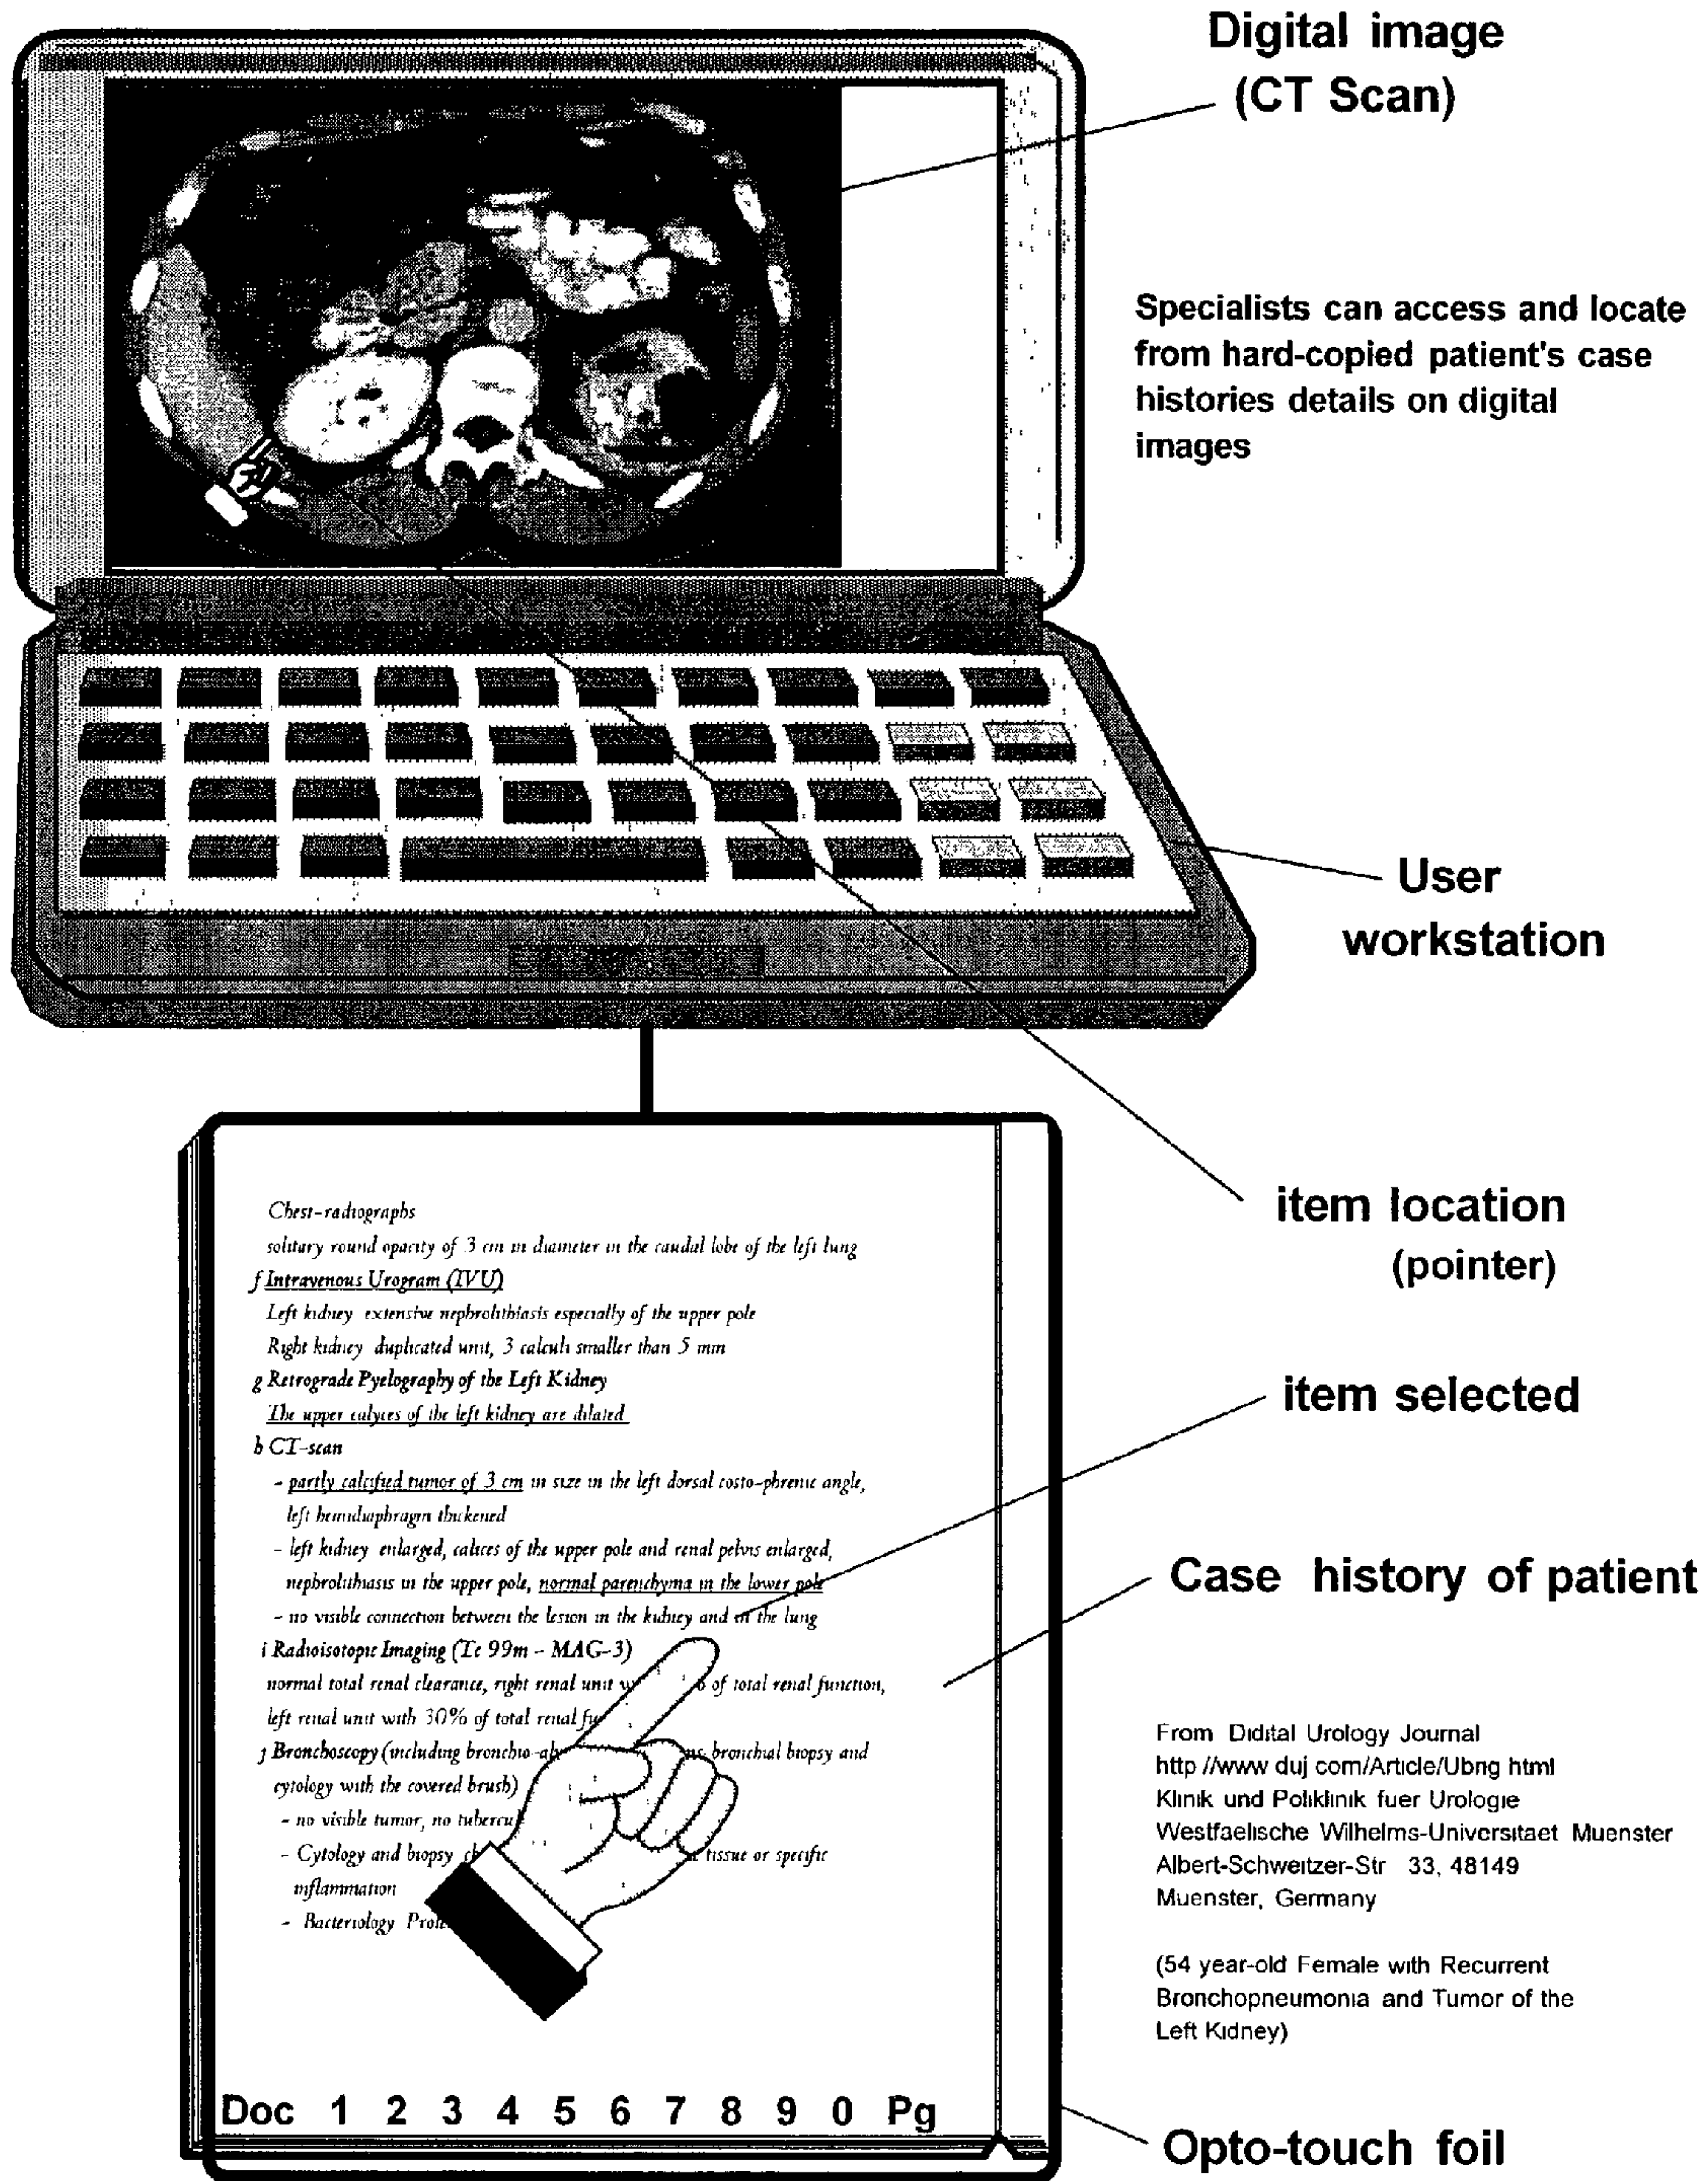 Digital image
(CT Scan)
Specialists can access and locate
from hard-copied patient's case
histories details on digital
images
User
workstation
item location
(pointer)
item selected
Case history of patient
Chest-radiographs
solitary round opacity of 3 cm in diameter in the caudal lobe of the left lung
f Intravenous Urogram (IVU)
Left kidney extensive nephrolithiasis especially of the upper pole
Right kidney duplicated unit, 3 calculi smaller than 5 mm
g Retrograde Pyelography of the Left Kidney
The upper calyces of the left kidney are dilated
h CT-scan
- partly calcified tumor of 3 cm in size in the left dorsal costo-phrenic angle,
left hemidiaphragm thickened
- left kidney enlarged, calices of the upper pole and renal pelvis enlarged,
nephrolithiasis in the upper pole, normal parenchyma in the lower pole
- no visible connection between the lesion in the kidney and in the lung
i Radioisotopic Imaging (Tc 99m - MAG-3)
normal total renal clearance, right renal unit of total renal function,
left renal unit with 30% of total renal
j Bronchoscopy (including bronchial biopsy and
cytology with the covered brush)
- no visible tumor, no
- Cytology and biopsy tissue or specific
inflammation
- Bacteriology
From Didital Urology Journal
http //www duj com/Article/Ubng html
Klinik und Poliklinik fuer Urologie
Westfaelische Wilhelms-Universitaet Muenster
Albert-Schweitzer-Str 33, 48149
Muenster, Germany
(54 year-old Female with Recurrent
Bronchopneumonia and Tumor of the
Left Kidney)
Doc 1 2 3 4 5 6 7 8 9 0 Pg
Opto-touch foil